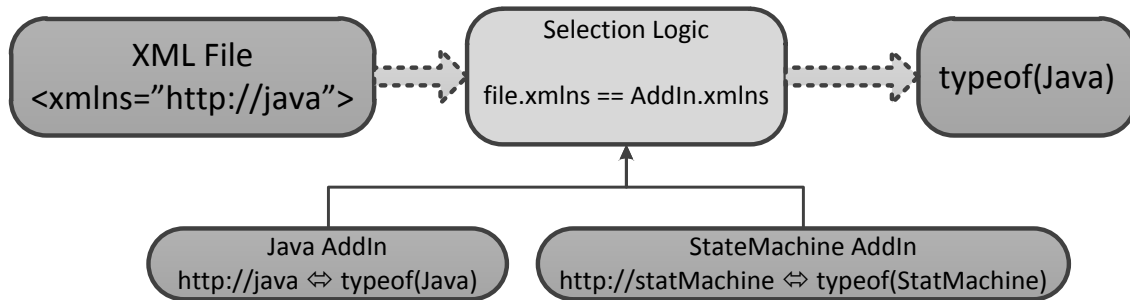 XML File
<xmlns=”http://java”>
Selection Logic
file.xmlns == AddIn.xmlns
typeof(Java)
Java AddIn
http://java ⬄ typeof(Java)
StateMachine AddIn
http://statMachine ⬄ typeof(StatMachine)